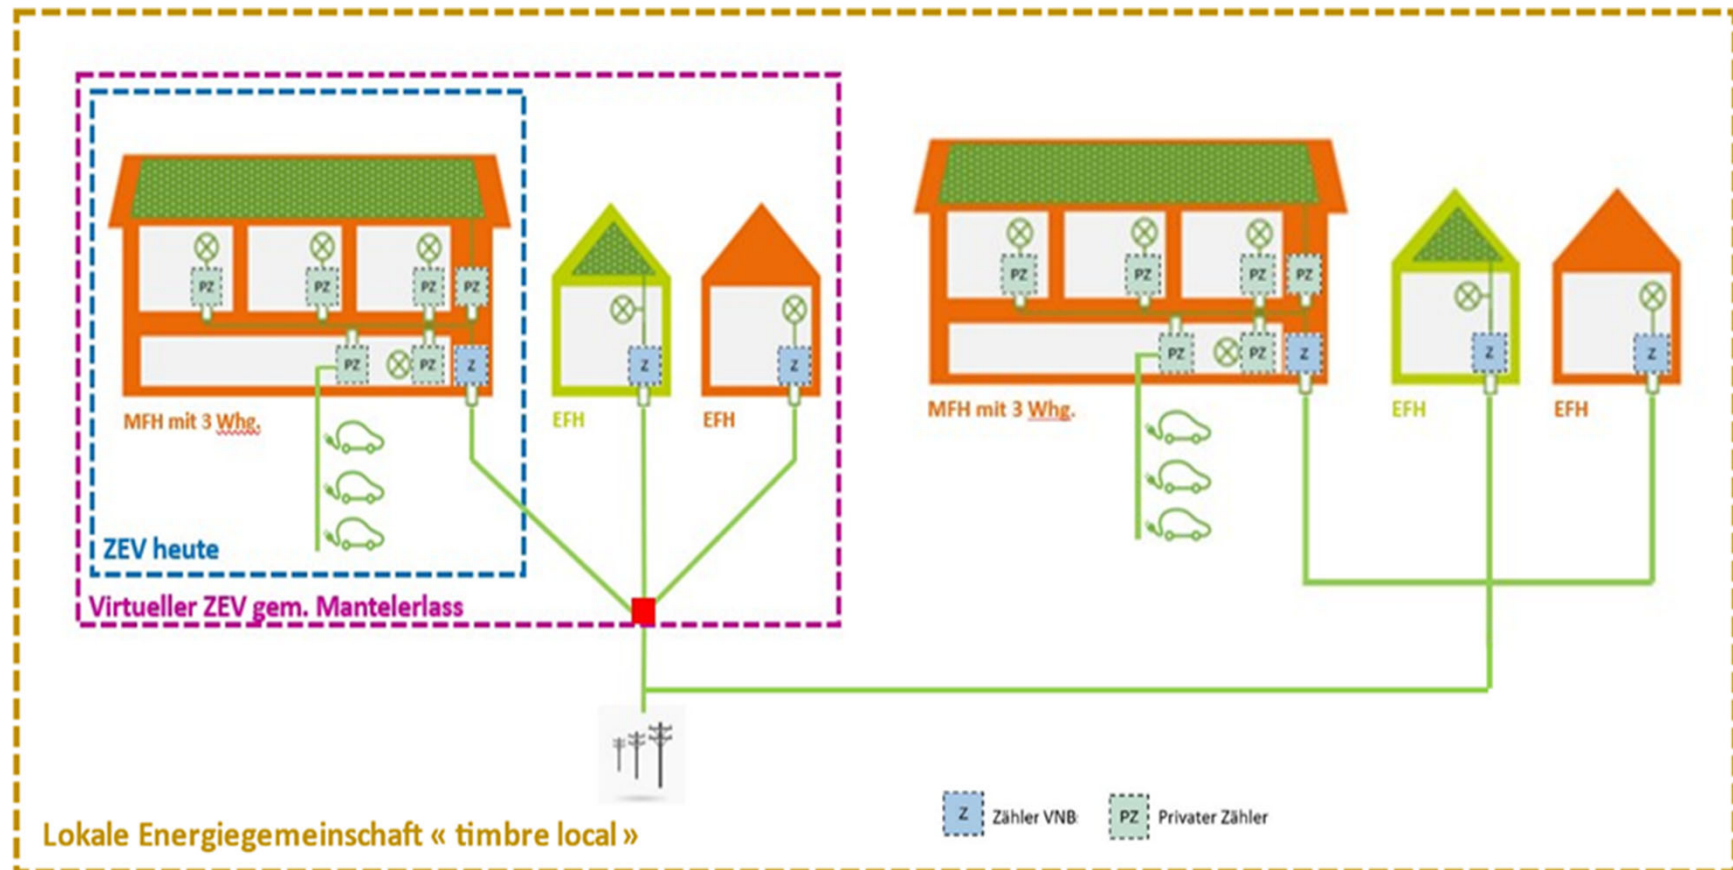 PZ PZ PZ PZ
PZ PZ Z
MFH mit 3 Whg.
Z
EFH
Z
EFH
PZ PZ PZ PZ
PZ PZ Z
MFH mit 3 Whg.
Z
EFH
Z
EFH
ZEV heute
Virtueller ZEV gem. Mantelerlass
Z Zähler VNB
PZ Privater Zähler
Lokale Energiegemeinschaft « timbre local »